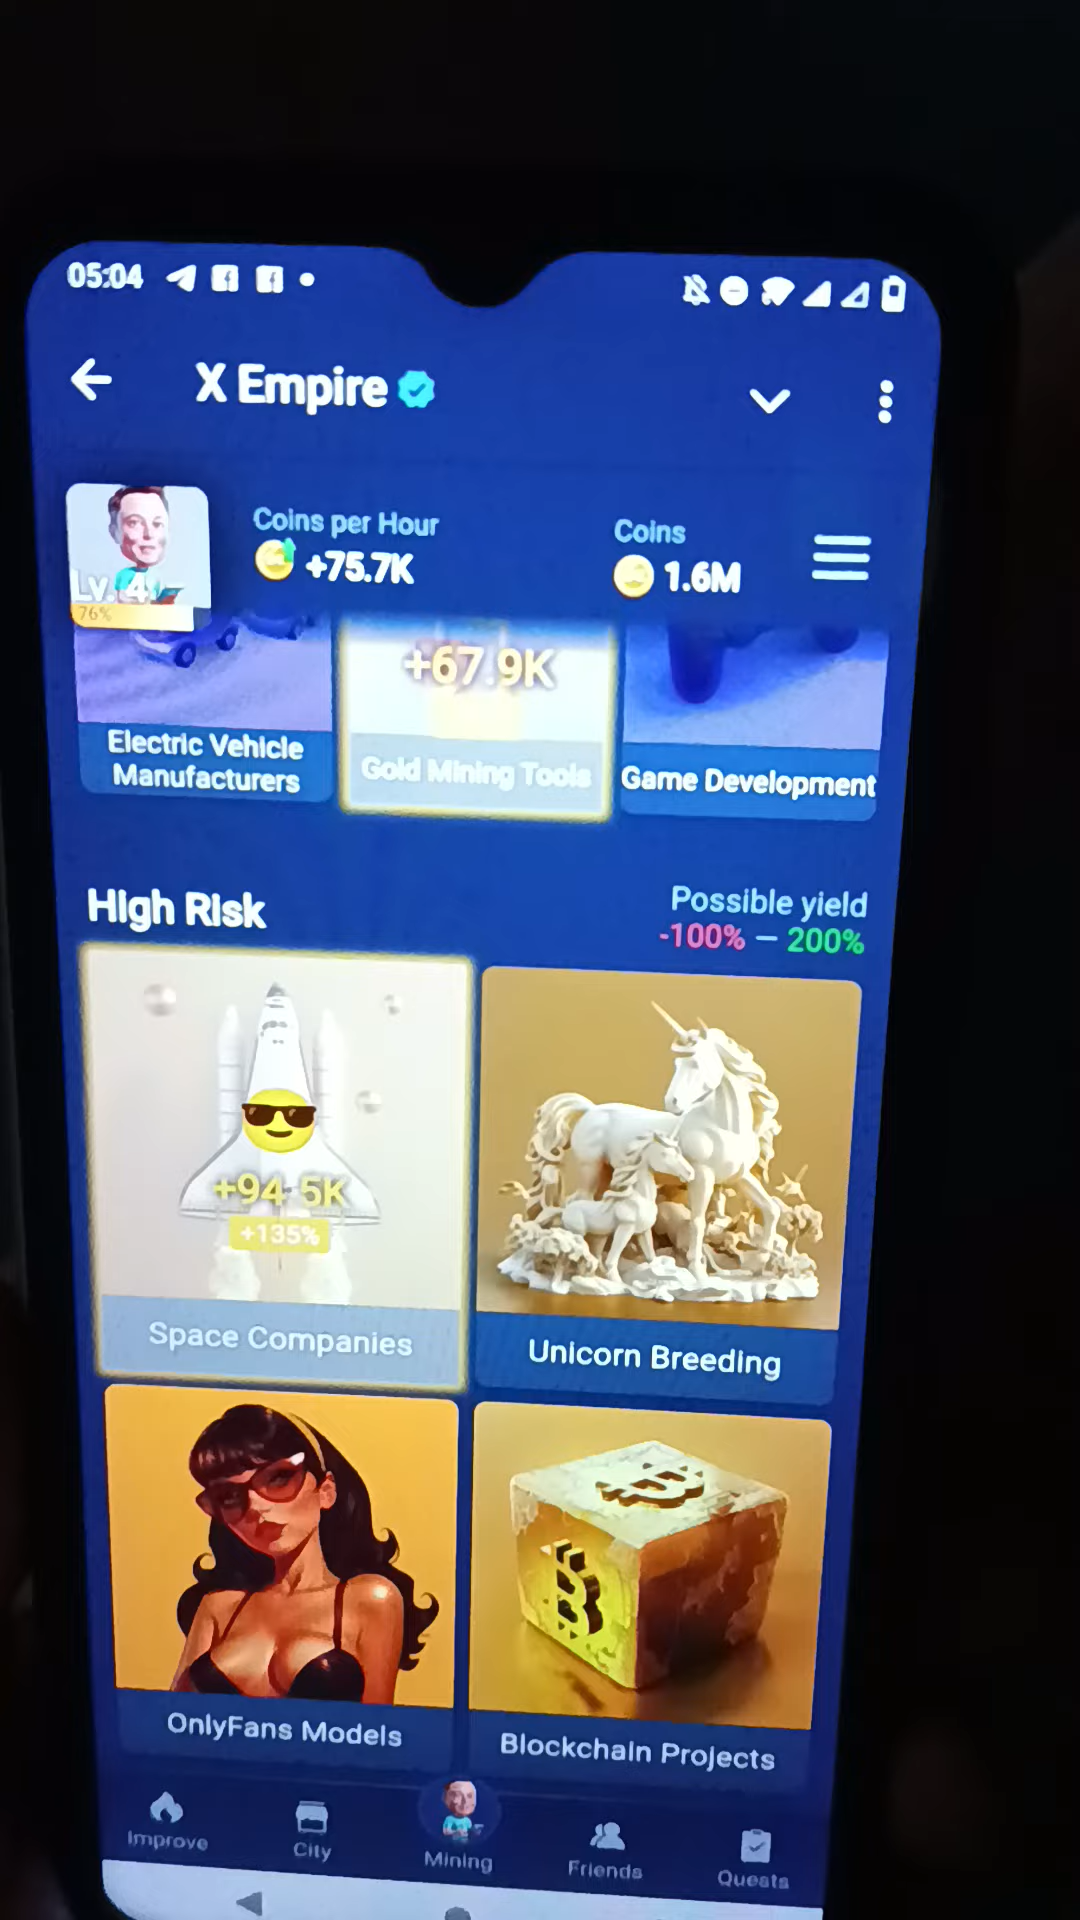 05:04
X Empire
Coins per Hour
+75.7K
Coins
1.6M
Lv. 4
76%
+67.9K
Electric Vehicle
Manufacturers
Gold Mining Tools
Game Development
High Risk
Possible yield
-100% – 200%
+94.5K
+135%
Space Companies
Unicorn Breeding
OnlyFans Models
Blockchain Projects
Improve
City
Mining
Friends
Quests